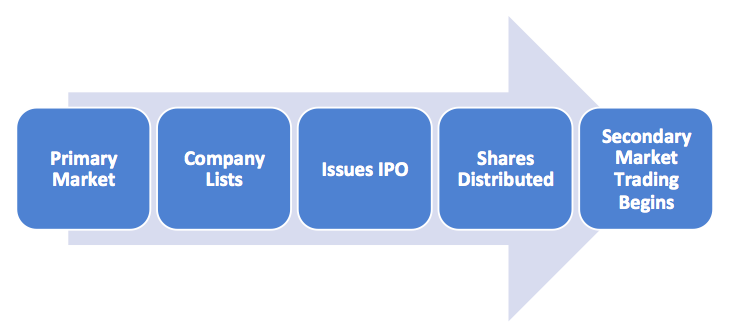 Primary
Market
Company
Lists
Issues IPO
Shares
Distributed
Secondary
Market
Trading
Begins